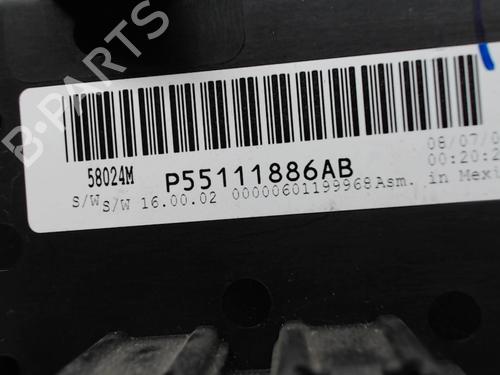 B-PARTS
58024M P55111886AB
08/07/0
00:20:2
S/W S/W 16.00.02 00000601199968 Asm. in Mexi